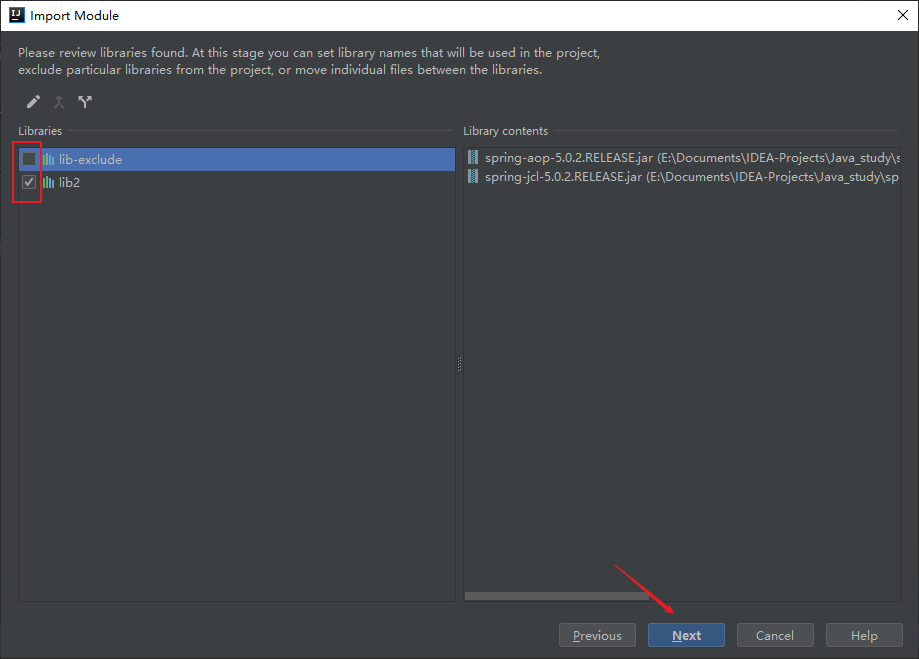 Import Module
Please review libraries found. At this stage you can set library names that will be used in the project,
exclude particular libraries from the project, or move individual files between the libraries.
Libraries
lib-exclude
lib2
Library contents
spring-aop-5.0.2.RELEASE.jar (E:\Documents\IDEA-Projects\Java_study\s
spring-jcl-5.0.2.RELEASE.jar (E:\Documents\IDEA-Projects\Java_study\sp
Previous
Next
Cancel
Help